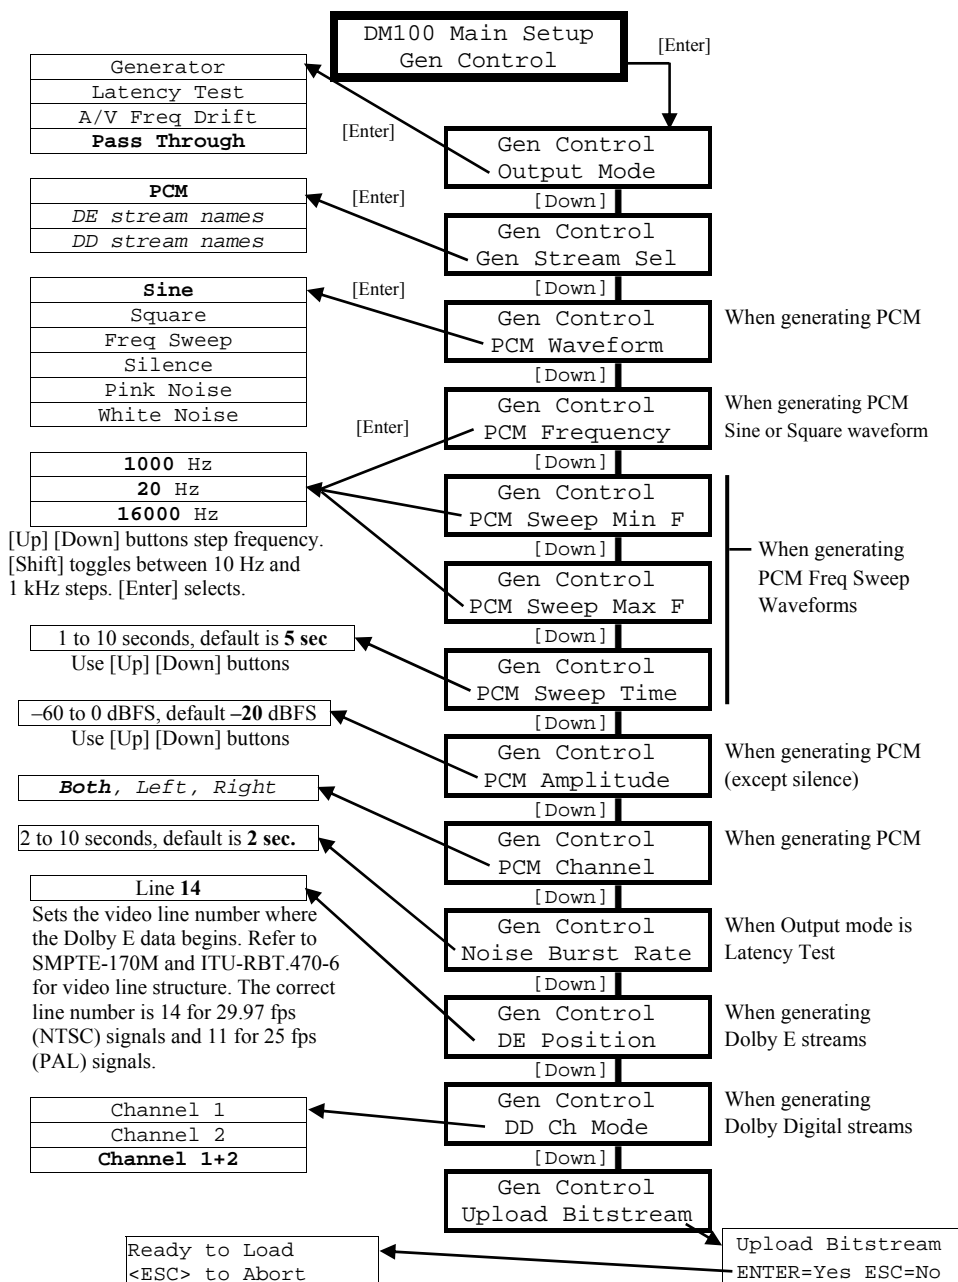 DM100 Main Setup
Gen Control
[Enter]
Generator
Latency Test
A/V Freq Drift
Pass Through
[Enter]
Gen Control
Output Mode
[Down]
PCM
DE stream names
DD stream names
[Enter]
Gen Control
Gen Stream Sel
[Down]
Sine
Square
Freq Sweep
Silence
Pink Noise
White Noise
[Enter]
Gen Control
PCM Waveform
When generating PCM
[Down]
[Enter]
Gen Control
PCM Frequency
When generating PCM
Sine or Square waveform
[Down]
1000 Hz
20 Hz
16000 Hz
[Up] [Down] buttons step frequency.
[Shift] toggles between 10 Hz and
1 kHz steps. [Enter] selects.
Gen Control
PCM Sweep Min F
[Down]
Gen Control
PCM Sweep Max F
When generating
PCM Freq Sweep
Waveforms
[Down]
1 to 10 seconds, default is 5 sec
Use [Up] [Down] buttons
Gen Control
PCM Sweep Time
[Down]
–60 to 0 dBFS, default –20 dBFS
Use [Up] [Down] buttons
Gen Control
PCM Amplitude
When generating PCM
(except silence)
[Down]
Both, Left, Right
Gen Control
PCM Channel
When generating PCM
[Down]
2 to 10 seconds, default is 2 sec.
Gen Control
Noise Burst Rate
When Output mode is
Latency Test
[Down]
Line 14
Sets the video line number where
the Dolby E data begins. Refer to
SMPTE-170M and ITU-RBT.470-6
for video line structure. The correct
line number is 14 for 29.97 fps
(NTSC) signals and 11 for 25 fps
(PAL) signals.
Gen Control
DE Position
When generating
Dolby E streams
[Down]
Channel 1
Channel 2
Channel 1+2
Gen Control
DD Ch Mode
When generating
Dolby Digital streams
[Down]
Gen Control
Upload Bitstream
Upload Bitstream
ENTER=Yes ESC=No
Ready to Load
<ESC> to Abort